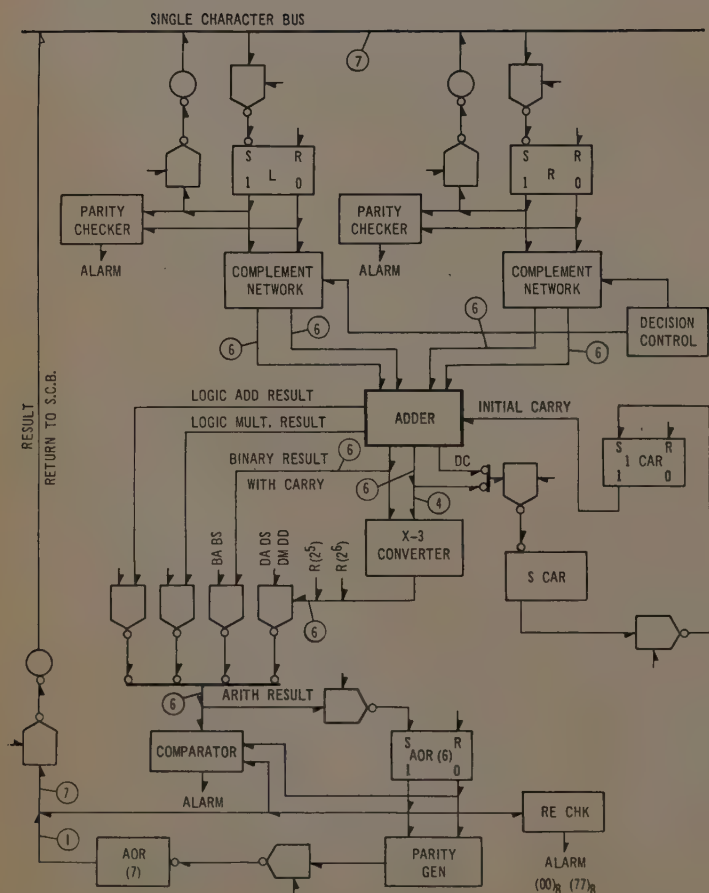 SINGLE CHARACTER BUS
7
S R
L
1 0
S R
R
1 0
PARITY CHECKER
ALARM
PARITY CHECKER
ALARM
COMPLEMENT NETWORK
COMPLEMENT NETWORK
DECISION CONTROL
6
6
6
6
RESULT
RETURN TO S.C.B.
LOGIC ADD RESULT
ADDER
INITIAL CARRY
LOGIC MULT. RESULT
S R
1 CAR
1 0
BINARY RESULT
6
WITH CARRY
6
DC
4
BA BS
DA DS
DM DD
R(2⁵)
R(2⁶)
X-3 CONVERTER
S CAR
6
6
ARITH RESULT
COMPARATOR
ALARM
S R
AOR (6)
1 0
7
RE CHK
ALARM
(00)₈ (77)₈
1
AOR (7)
PARITY GEN